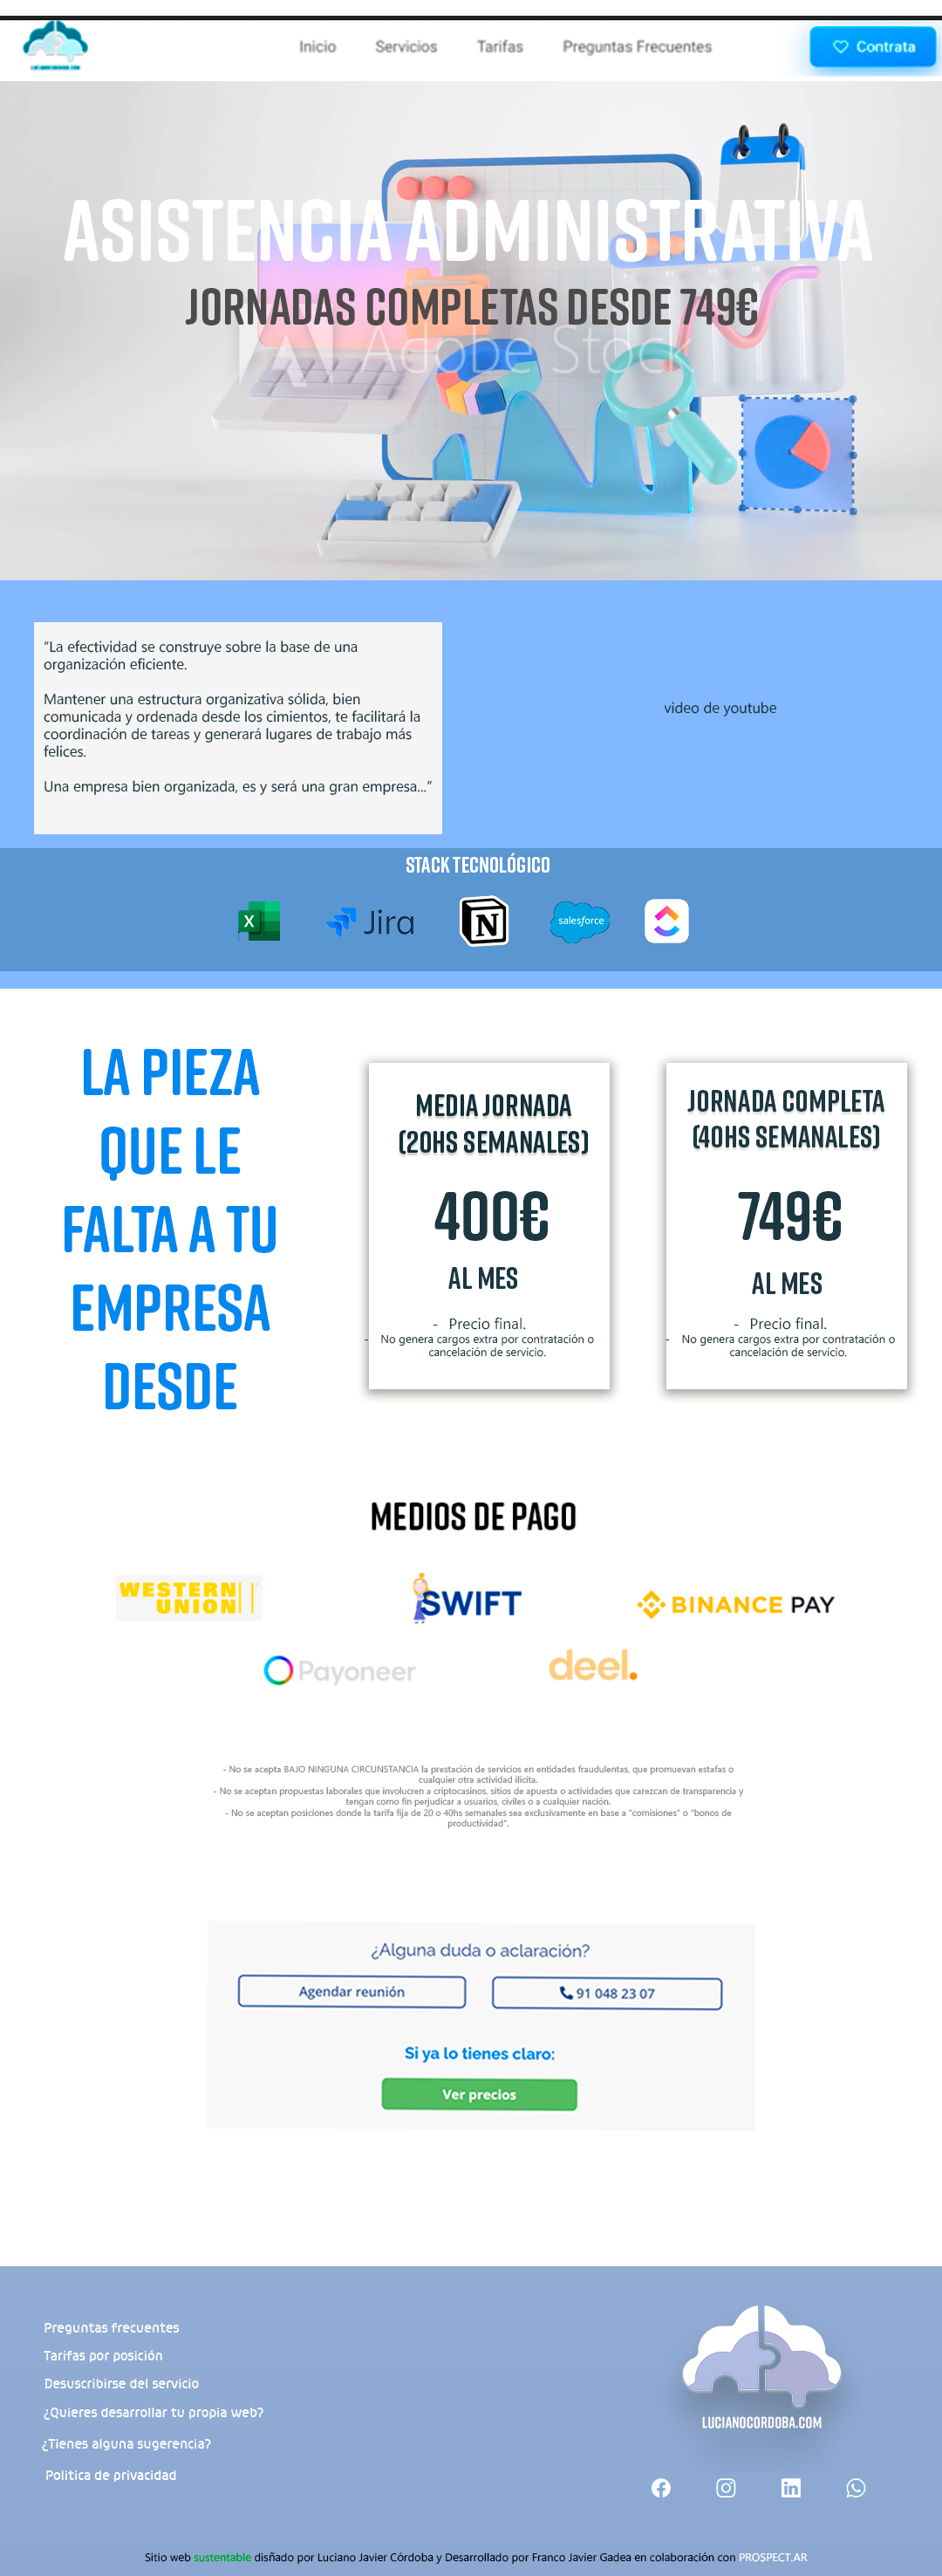 LUCIANOCORDOBA.COM
Inicio
Servicios
Tarifas
Preguntas Frecuentes
Contrata
ASISTENCIA ADMINISTRATIVA
JORNADAS COMPLETAS DESDE 749€
Adobe Stock
“La efectividad se construye sobre la base de una
organización eficiente.
Mantener una estructura organizativa sólida, bien
comunicada y ordenada desde los cimientos, te facilitará la
coordinación de tareas y generará lugares de trabajo más
felices.
Una empresa bien organizada, es y será una gran empresa...”
video de youtube
STACK TECNOLÓGICO
X
Jira
N
salesforce
LA PIEZA
QUE LE
FALTA A TU
EMPRESA
DESDE
MEDIA JORNADA
(20HS SEMANALES)
400€
AL MES
- Precio final.
- No genera cargos extra por contratación o
cancelación de servicio.
JORNADA COMPLETA
(40HS SEMANALES)
749€
AL MES
- Precio final.
- No genera cargos extra por contratación o
cancelación de servicio.
MEDIOS DE PAGO
WESTERN
UNION
SWIFT
BINANCE PAY
Payoneer
deel.
- No se acepta BAJO NINGUNA CIRCUNSTANCIA la prestación de servicios en entidades fraudulentas, que promuevan estafas o
cualquier otra actividad ilícita.
- No se aceptan propuestas laborales que involucren a criptocasinos, sitios de apuesta o actividades que carezcan de transparencia y
tengan como fin perjudicar a usuarios, civiles o a cualquier nación.
- No se aceptan posiciones donde la tarifa fija de 20 o 40hs semanales sea exclusivamente en base a “comisiones” o “bonos de
productividad”.
¿Alguna duda o aclaración?
Agendar reunión
91 048 23 07
Si ya lo tienes claro:
Ver precios
Preguntas frecuentes
Tarifas por posición
Desuscribirse del servicio
¿Quieres desarrollar tu propia web?
¿Tienes alguna sugerencia?
Politica de privacidad
LUCIANOCORDOBA.COM
Sitio web sustentable disñado por Luciano Javier Córdoba y Desarrollado por Franco Javier Gadea en colaboración con PROSPECT.AR